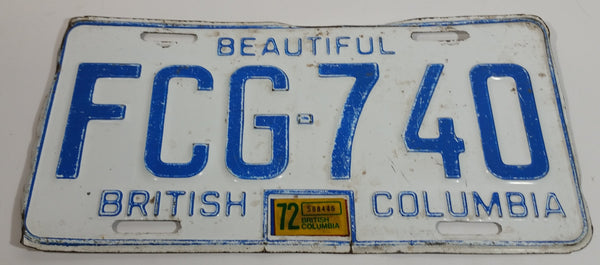 BEAUTIFUL
FCG-740
BRITISH COLUMBIA
72
BRITISH
COLUMBIA